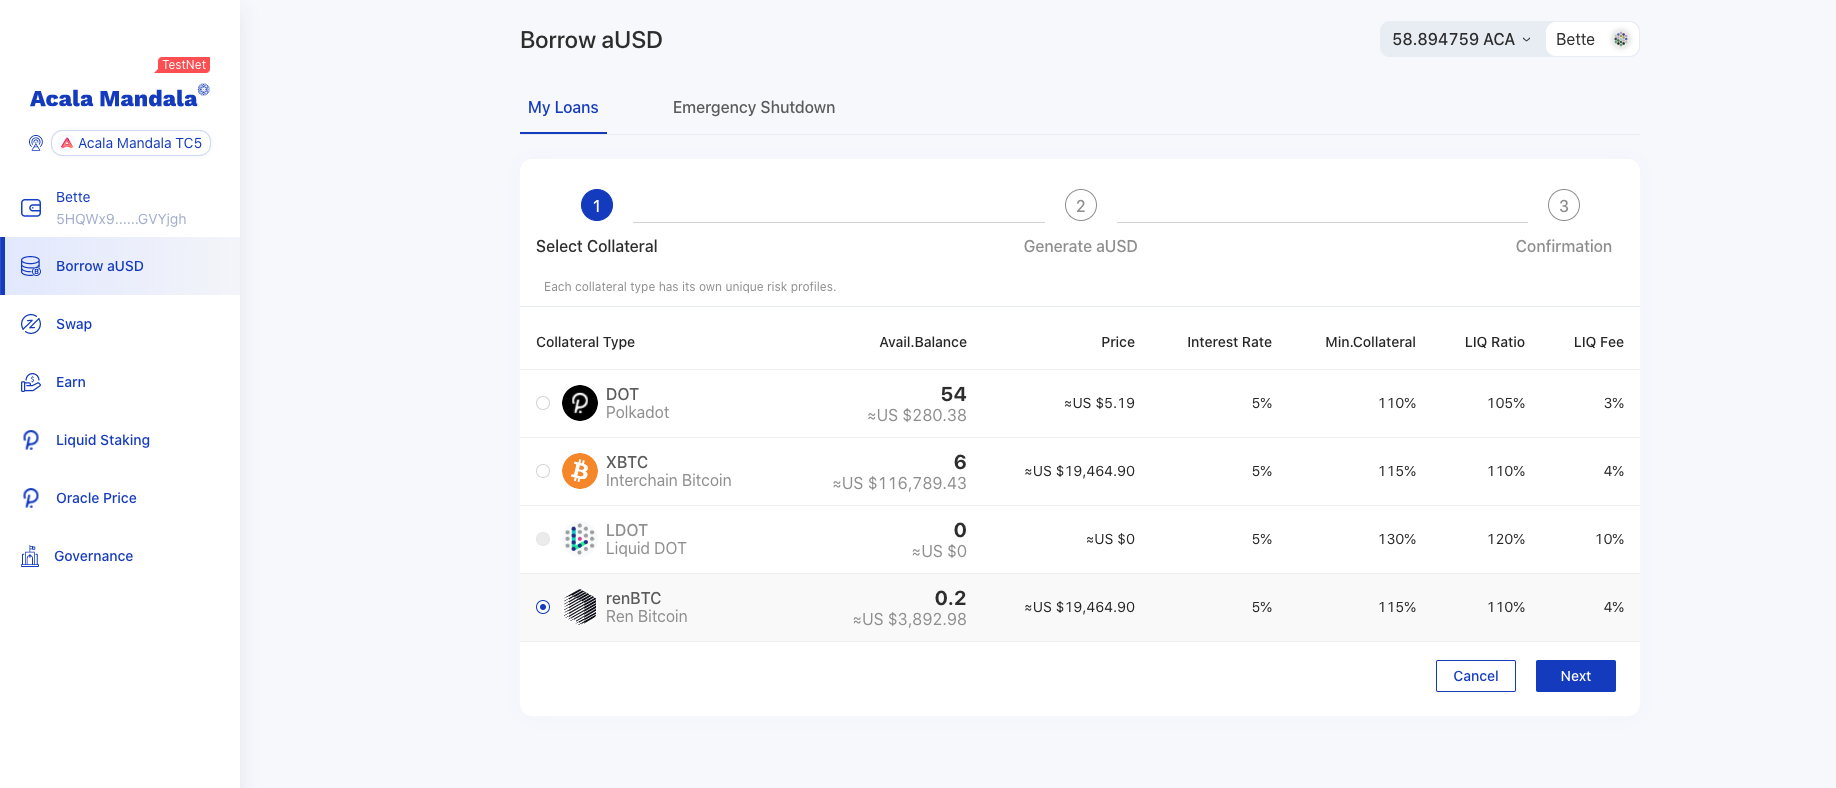 TestNet
Acala Mandala
Acala Mandala TC5
Bette
5HQWx9......GVYjgh
Borrow aUSD
Swap
Earn
Liquid Staking
Oracle Price
Governance
Borrow aUSD
58.894759 ACA
Bette
My Loans
Emergency Shutdown
1
2
3
Select Collateral
Generate aUSD
Confirmation
Each collateral type has its own unique risk profiles.
Collateral Type Avail.Balance Price Interest Rate Min.Collateral LIQ Ratio LIQ Fee
DOT
Polkadot
54
≈US $280.38
≈US $5.19 5% 110% 105% 3%
XBTC
Interchain Bitcoin
6
≈US $116,789.43
≈US $19,464.90 5% 115% 110% 4%
LDOT
Liquid DOT
0
≈US $0
≈US $0 5% 130% 120% 10%
renBTC
Ren Bitcoin
0.2
≈US $3,892.98
≈US $19,464.90 5% 115% 110% 4%
Cancel
Next